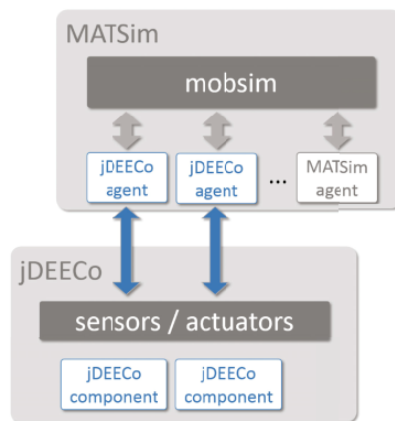 MATSim
mobsim
jDEECo
agent
jDEECo
agent
...
MATSim
agent
jDEECo
sensors / actuators
jDEECo
component
jDEECo
component